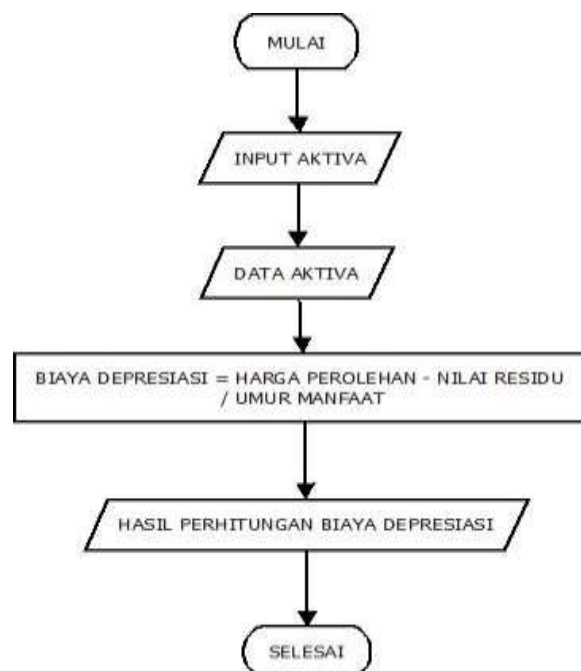 MULAI
INPUT AKTIVA
DATA AKTIVA
BIAYA DEPRESIASI = HARGA PEROLEHAN - NILAI RESIDU
/ UMUR MANFAAT
HASIL PERHITUNGAN BIAYA DEPRESIASI
SELESAI